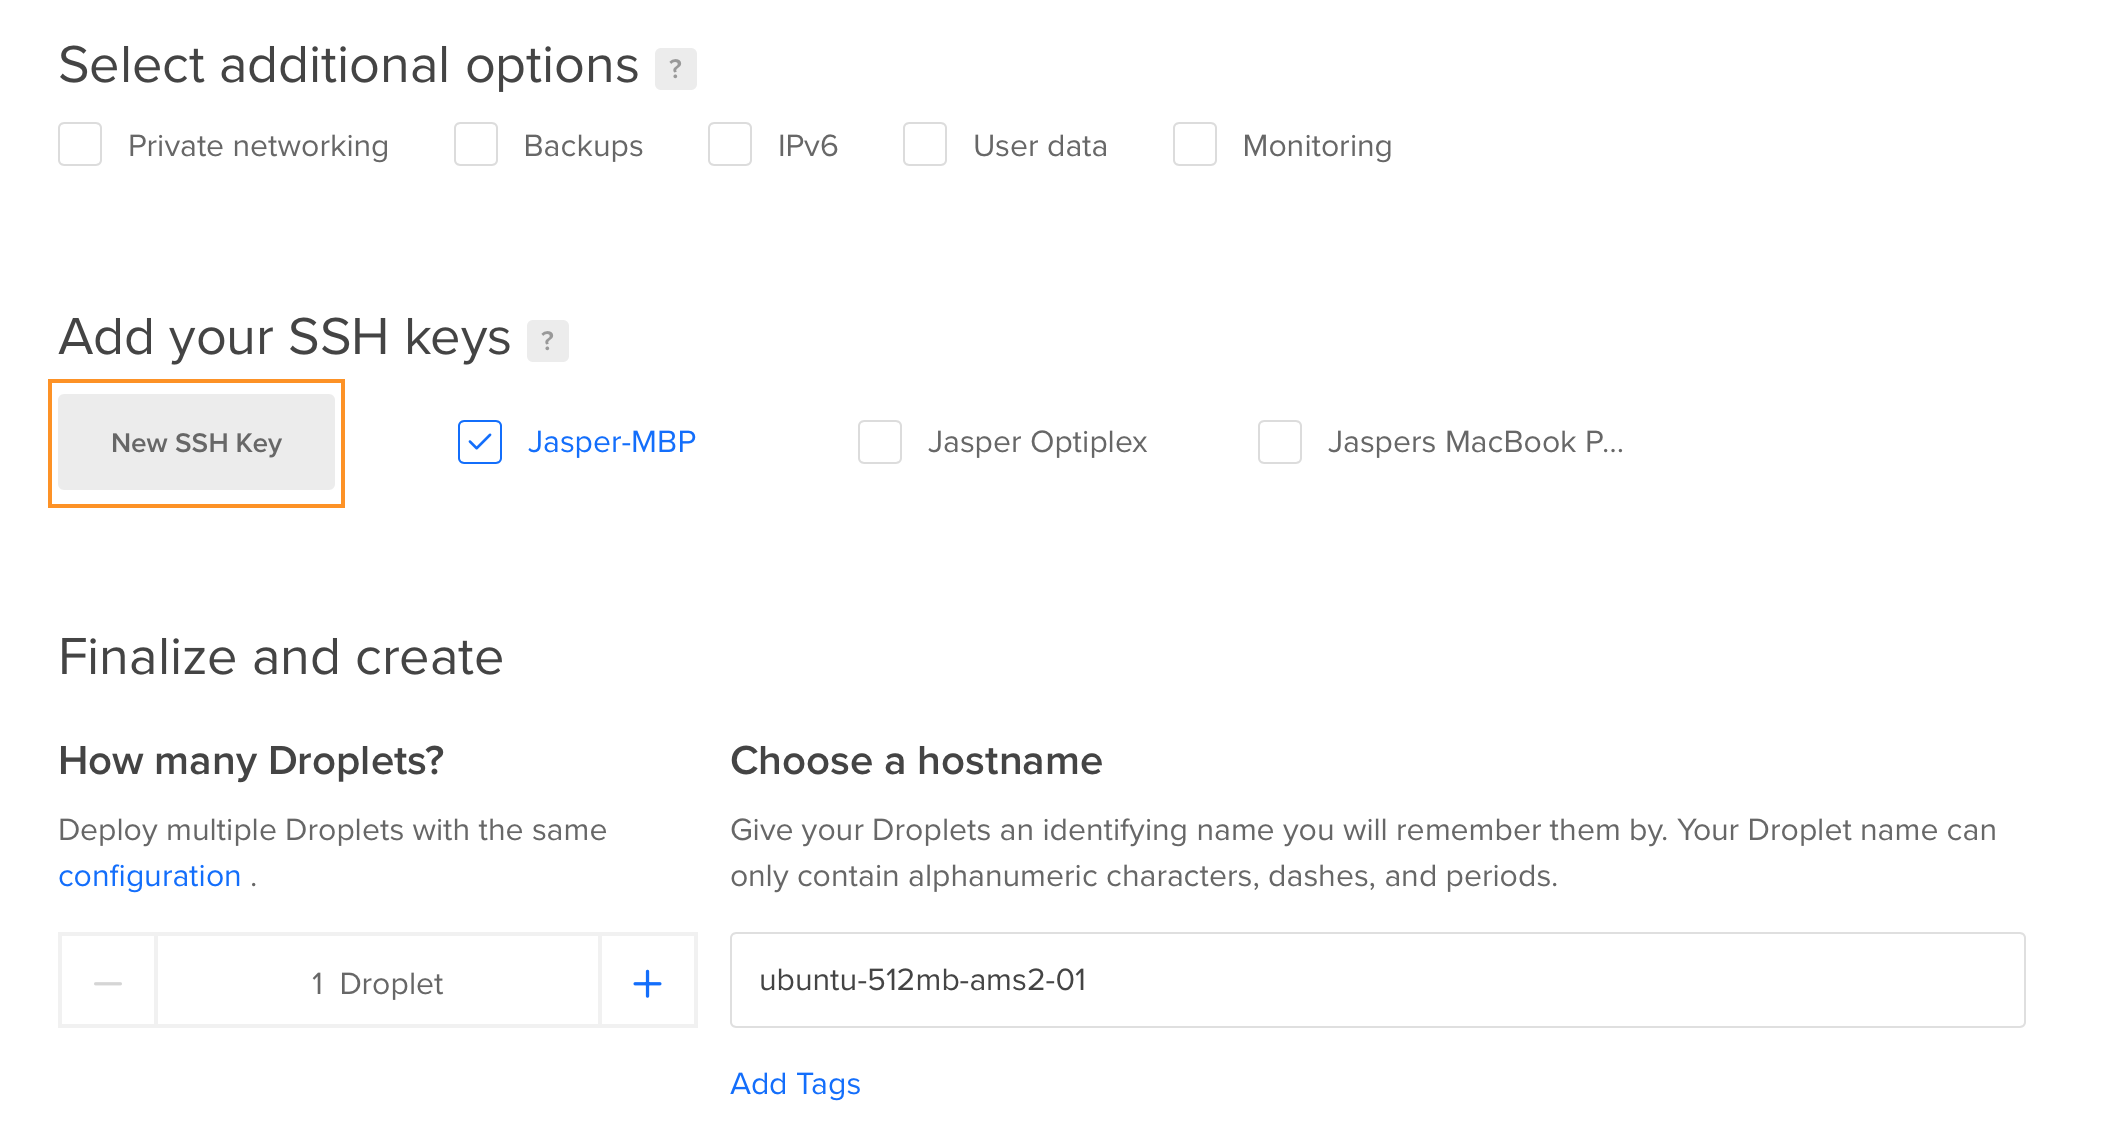 Select additional options ?
Private networking Backups IPv6 User data Monitoring
Add your SSH keys ?
New SSH Key Jasper-MBP Jasper Optiplex Jaspers MacBook P...
Finalize and create
How many Droplets?
Deploy multiple Droplets with the same
configuration .
1 Droplet
Choose a hostname
Give your Droplets an identifying name you will remember them by. Your Droplet name can
only contain alphanumeric characters, dashes, and periods.
ubuntu-512mb-ams2-01
Add Tags